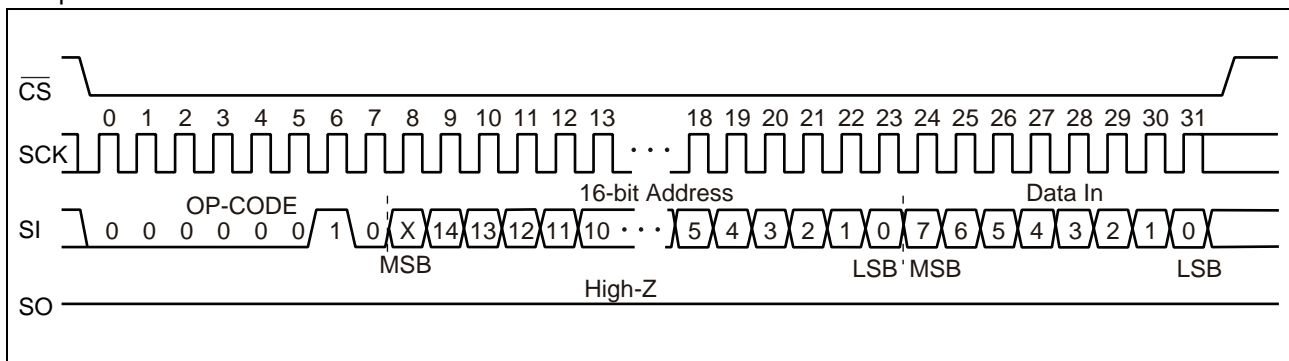 CS
0 1 2 3 4 5 6 7 8 9 10 11 12 13 18 19 20 21 22 23 24 25 26 27 28 29 30 31
SCK ···
OP-CODE 16-bit Address Data In
SI 0 0 0 0 0 0 1 0 X 14 13 12 11 10 ··· 5 4 3 2 1 0 7 6 5 4 3 2 1 0
MSB LSB MSB LSB
High-Z
SO